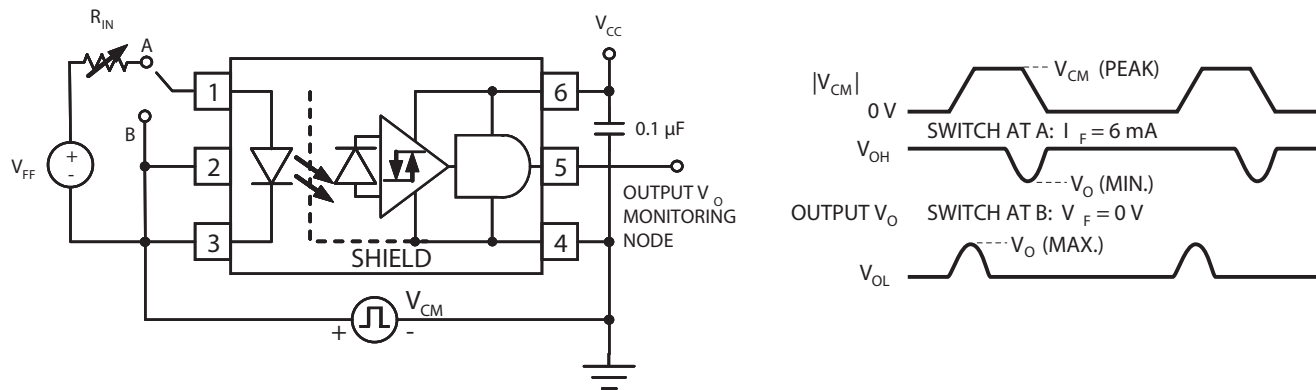 R_IN
A
B
V_FF
+
-
1
2
3
6
5
4
SHIELD
V_CC
0.1 µF
OUTPUT V_O
MONITORING
NODE
+
V_CM
-
|V_CM|
V_CM (PEAK)
0 V
SWITCH AT A: I_F = 6 mA
V_OH
V_O (MIN.)
OUTPUT V_O
SWITCH AT B: V_F = 0 V
V_O (MAX.)
V_OL